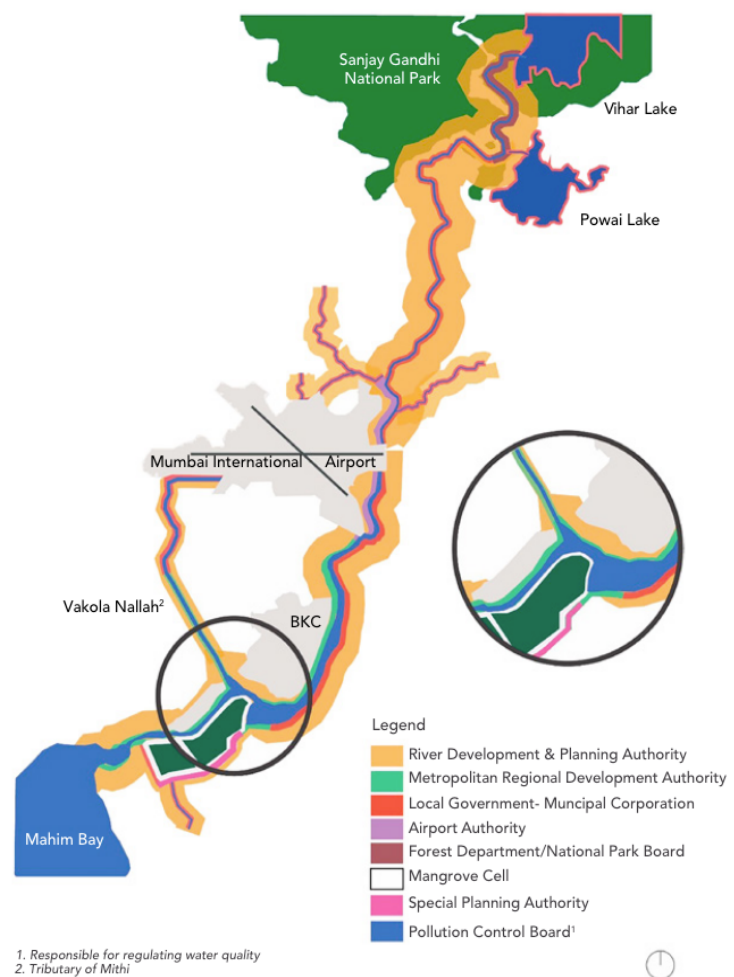 Sanjay Gandhi
National Park
Vihar Lake
Powai Lake
Mumbai International Airport
Vakola Nallah²
BKC
Mahim Bay
Legend
River Development & Planning Authority
Metropolitan Regional Development Authority
Local Government- Muncipal Corporation
Airport Authority
Forest Department/National Park Board
Mangrove Cell
Special Planning Authority
Pollution Control Board¹
1. Responsible for regulating water quality
2. Tributary of Mithi